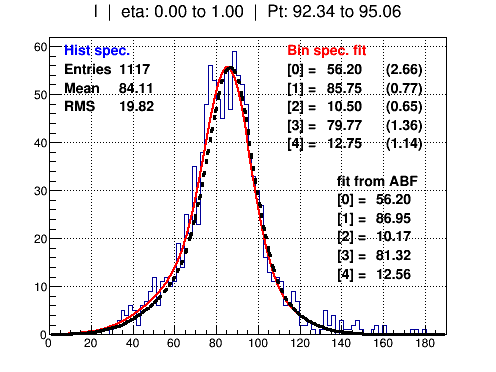 I | eta: 0.00 to 1.00 | Pt: 92.34 to 95.06
Hist spec.
Entries 1117
Mean 84.11
RMS 19.82
Bin spec. fit
[0] = 56.20 (2.66)
[1] = 85.75 (0.77)
[2] = 10.50 (0.65)
[3] = 79.77 (1.36)
[4] = 12.75 (1.14)
fit from ABF
[0] = 56.20
[1] = 86.95
[2] = 10.17
[3] = 81.32
[4] = 12.56
60
50
40
30
20
10
0
0 20 40 60 80 100 120 140 160 180